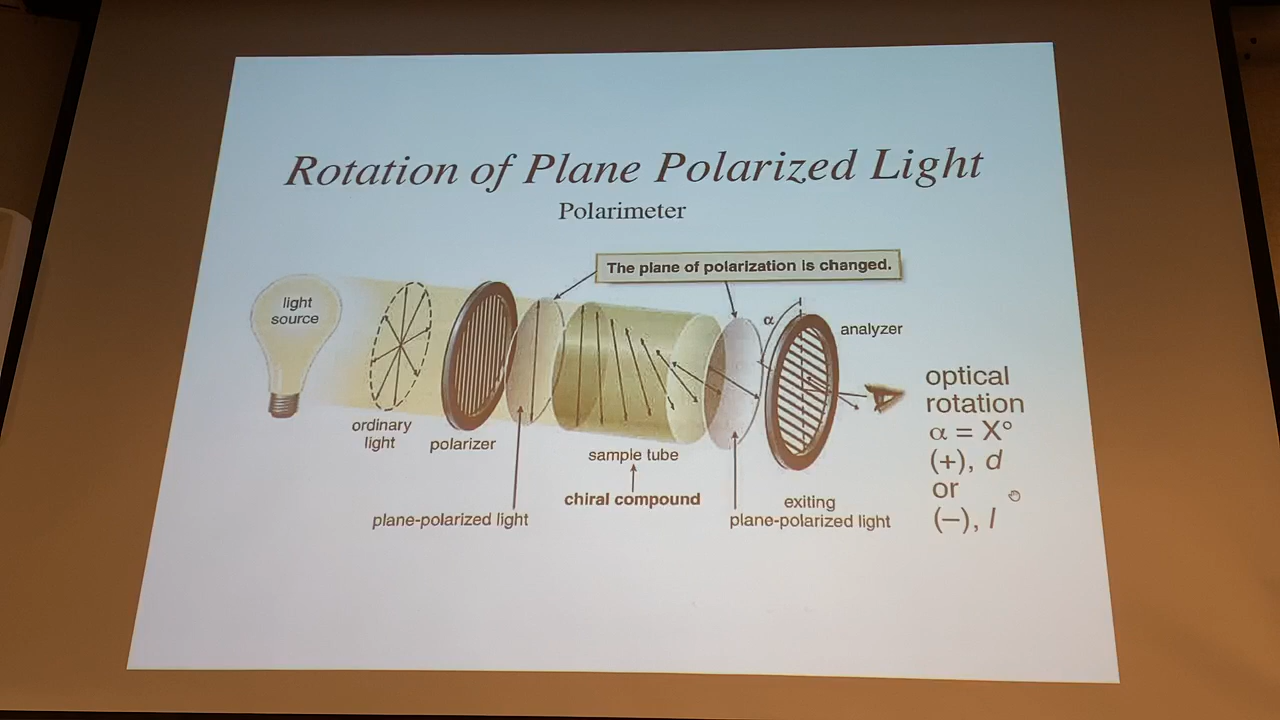 Rotation of Plane Polarized Light
Polarimeter
The plane of polarization is changed.
light
source
α
analyzer
ordinary
light
polarizer
sample tube
chiral compound
plane-polarized light
exiting
plane-polarized light
optical
rotation
α = X°
(+), d
or
(–), l